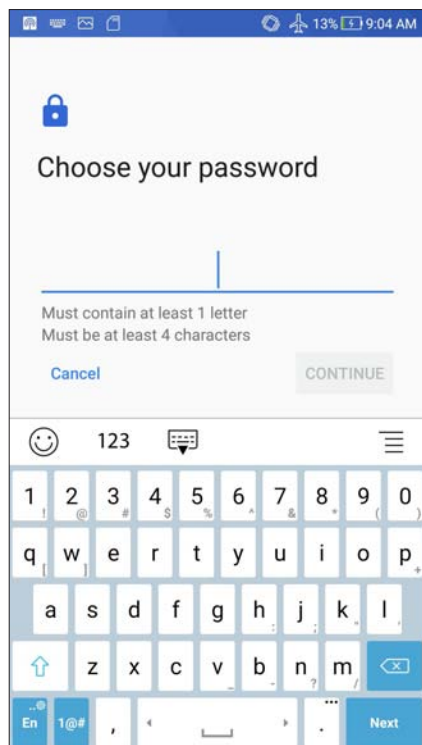 13% 9:04 AM
Choose your password
Must contain at least 1 letter
Must be at least 4 characters
Cancel CONTINUE
123
1 ! 2 @ 3 # 4 $ 5 % 6 ^ 7 & 8 * 9 ( 0 )
q [ w ] e r t y u i o p +
a s d f g h : j ; k " l '
z x c v _ b - n ? m /
En 1@# , . Next